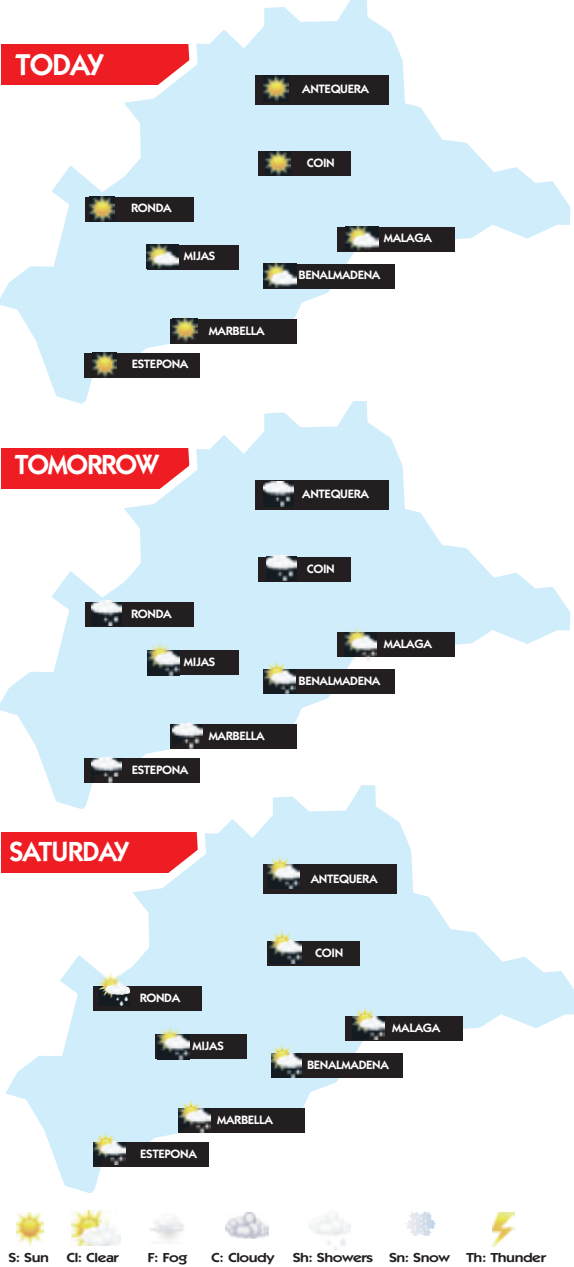 TODAY
ANTEQUERA
COIN
RONDA
MALAGA
MIJAS
BENALMADENA
MARBELLA
ESTEPONA
TOMORROW
ANTEQUERA
COIN
RONDA
MALAGA
MIJAS
BENALMADENA
MARBELLA
ESTEPONA
SATURDAY
ANTEQUERA
COIN
RONDA
MALAGA
MIJAS
BENALMADENA
MARBELLA
ESTEPONA
S: Sun Cl: Clear F: Fog C: Cloudy Sh: Showers Sn: Snow Th: Thunder